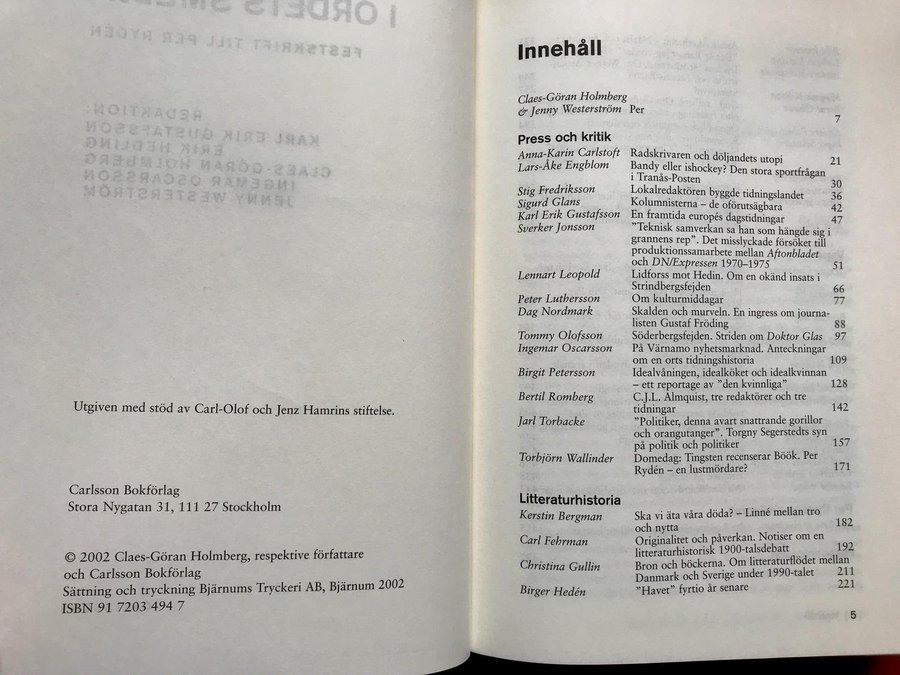 I ORDETS SME
FESTSKRIFT TILL PER RYDÉN
REDAKTION:
KARL ERIK GUSTAFSSON
ERIK HEDLING
CLAES-GÖRAN HOLMBERG
INGEMAR OSCARSSON
JENNY WESTERSTRÖM
Utgiven med stöd av Carl-Olof och Jenz Hamrins stiftelse.
Carlsson Bokförlag
Stora Nygatan 31, 111 27 Stockholm
© 2002 Claes-Göran Holmberg, respektive författare
och Carlsson Bokförlag
Sättning och tryckning Bjärnums Tryckeri AB, Bjärnum 2002
ISBN 91 7203 494 7
Innehåll
Claes-Göran Holmberg
& Jenny Westerström Per 7
Press och kritik
Anna-Karin Carlstoft Radskrivaren och döljandets utopi 21
Lars-Åke Engblom Bandy eller ishockey? Den stora sportfrågan
i Tranås-Posten 30
Stig Fredriksson Lokalredaktören byggde tidningslandet 36
Sigurd Glans Kolumnisterna – de oförutsägbara 42
Karl Erik Gustafsson En framtida europés dagstidningar 47
Sverker Jonsson ”Teknisk samverkan sa han som hängde sig i
grannens rep”. Det misslyckade försöket till
produktionssamarbete mellan Aftonbladet
och DN/Expressen 1970–1975 51
Lennart Leopold Lidforss mot Hedin. Om en okänd insats i
Strindbergsfejden 66
Peter Luthersson Om kulturmiddagar 77
Dag Nordmark Skalden och murveln. En ingress om journa-
listen Gustaf Fröding 88
Tommy Olofsson Söderbergsfejden. Striden om Doktor Glas 97
Ingemar Oscarsson På Värnamo nyhetsmarknad. Anteckningar
om en orts tidningshistoria 109
Birgit Petersson Idealvåningen, idealköket och idealkvinnan
– ett reportage av ”den kvinnliga” 128
Bertil Romberg C.J.L. Almquist, tre redaktörer och tre
tidningar 142
Jarl Torbacke ”Politiker, denna avart snattrande gorillor
och orangutanger”. Torgny Segerstedts syn
på politik och politiker 157
Torbjörn Wallinder Domedag: Tingsten recenserar Böök. Per
Rydén – en lustmördare? 171
Litteraturhistoria
Kerstin Bergman Ska vi äta våra döda? – Linné mellan tro
och nytta 182
Carl Fehrman Originalitet och påverkan. Notiser om en
litteraturhistorisk 1900-talsdebatt 192
Christina Gullin Bron och böckerna. Om litteraturflödet mellan
Danmark och Sverige under 1990-talet 211
Birger Hedén ”Havet” fyrtio år senare 221
5